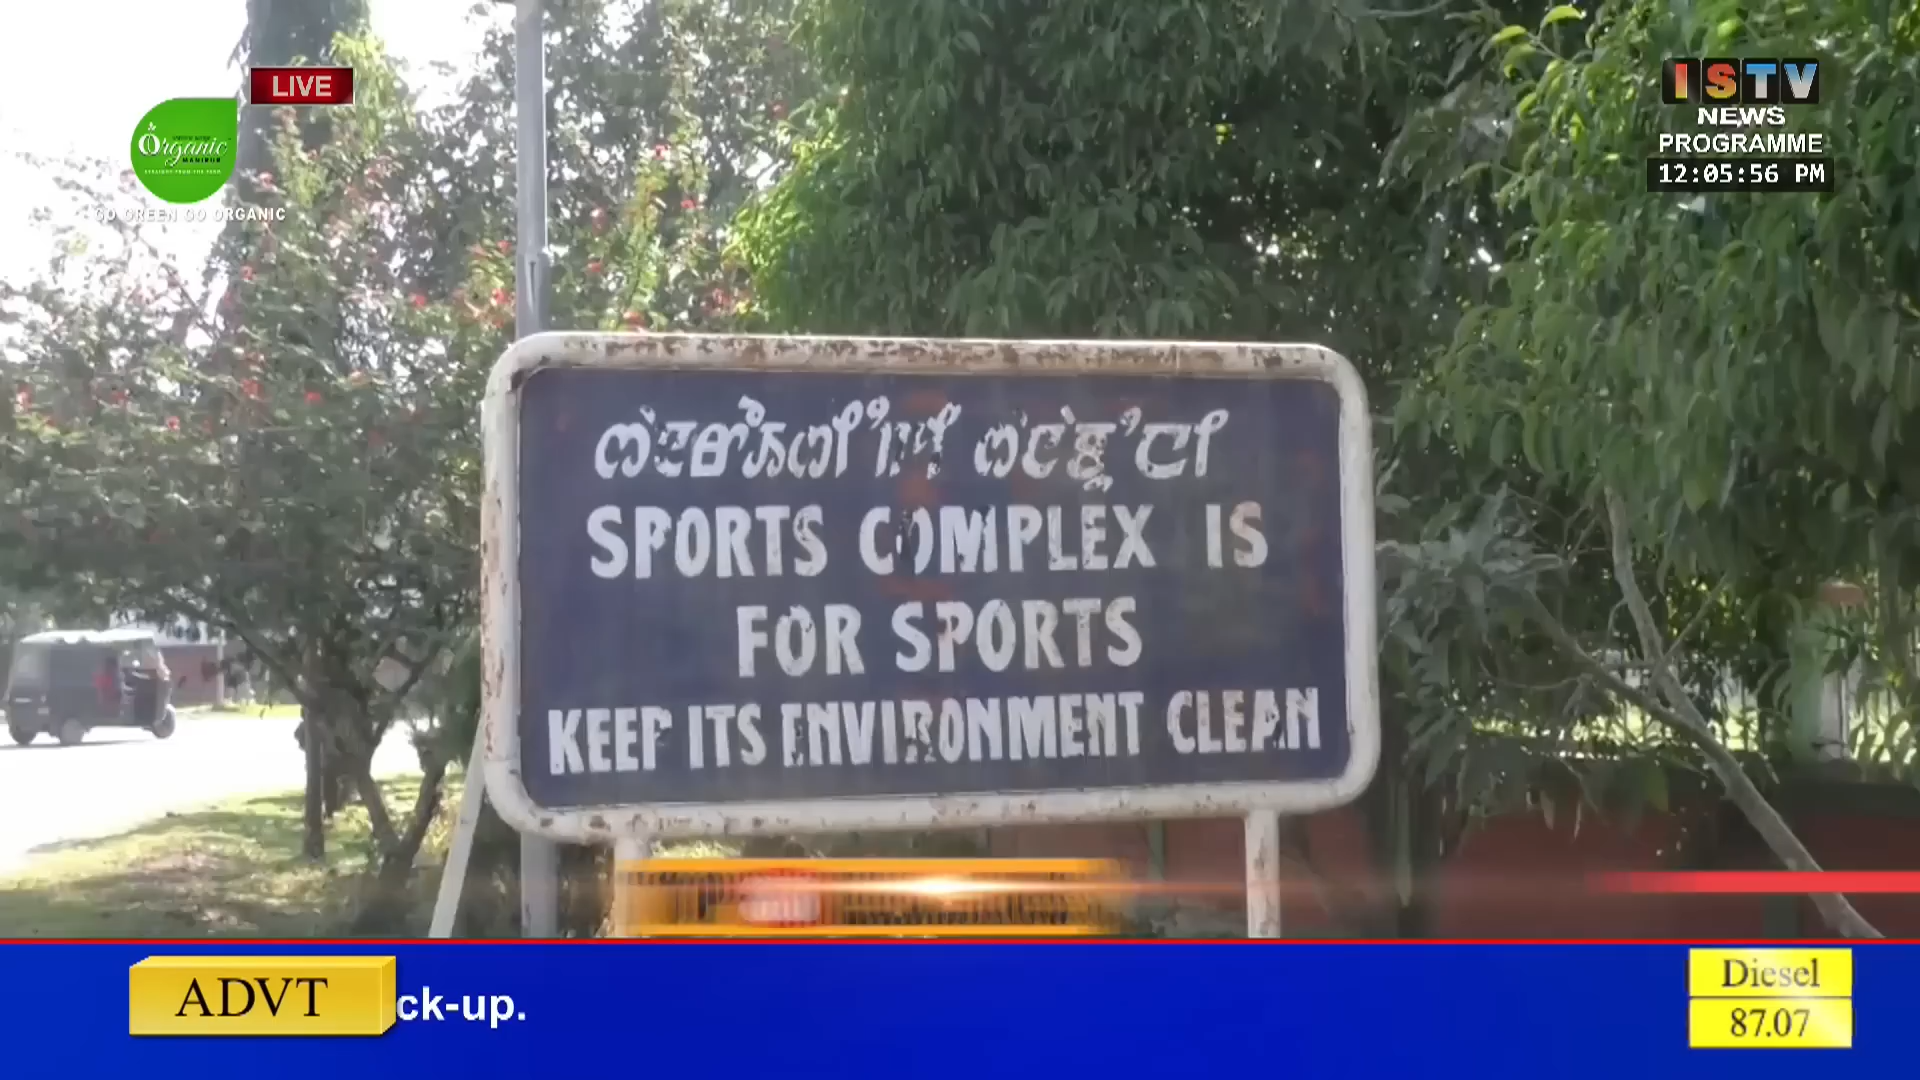 LIVE
Organic
MANIPUR
GO GREEN GO ORGANIC
ISTV
NEWS
PROGRAMME
12:05:56 PM
SPORTS COMPLEX IS
FOR SPORTS
KEEP ITS ENVIRONMENT CLEAN
ADVT
ck-up.
Diesel
87.07